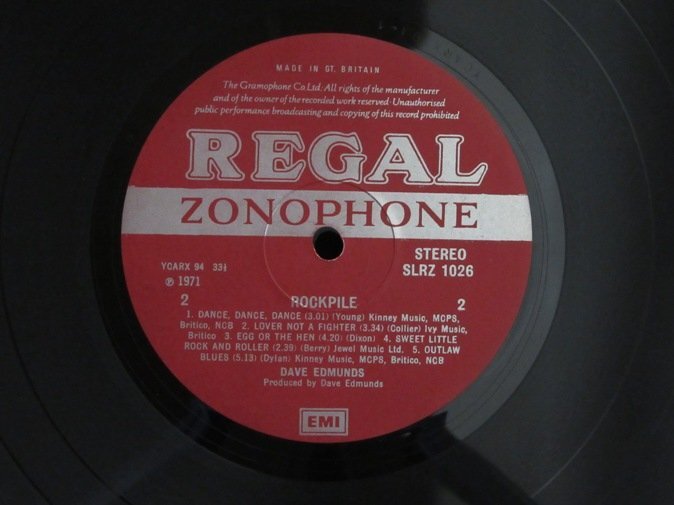 MADE IN GT. BRITAIN
The Gramophone Co. Ltd. All rights of the manufacturer
and of the owner of the recorded work reserved · Unauthorised
public performance broadcasting and copying of this record prohibited
REGAL
ZONOPHONE
STEREO
SLRZ 1026
YCARX 94 33⅓
℗ 1971
2 ROCKPILE 2
1. DANCE, DANCE, DANCE (3.01) (Young) Kinney Music, MCPS,
Britico, NCB 2. LOVER NOT A FIGHTER (3.34) (Collier) Ivy Music,
Britico 3. EGG OR THE HEN (4.20) (Dixon) 4. SWEET LITTLE
ROCK AND ROLLER (2.39) (Berry) Jewel Music Ltd. 5. OUTLAW
BLUES (5.13) (Dylan) Kinney Music, MCPS, Britico, NCB
DAVE EDMUNDS
Produced by Dave Edmunds
EMI